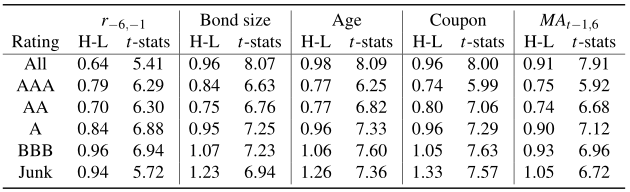 r−6,−1 Bond size Age Coupon MAt−1,6
Rating H-L t-stats H-L t-stats H-L t-stats H-L t-stats H-L t-stats
All 0.64 5.41 0.96 8.07 0.98 8.09 0.96 8.00 0.91 7.91
AAA 0.79 6.29 0.84 6.63 0.77 6.25 0.74 5.99 0.75 5.92
AA 0.70 6.30 0.75 6.76 0.77 6.82 0.80 7.06 0.74 6.68
A 0.84 6.88 0.95 7.25 0.96 7.33 0.96 7.29 0.90 7.12
BBB 0.96 6.94 1.07 7.23 1.06 7.60 1.05 7.63 0.93 6.96
Junk 0.94 5.72 1.23 6.94 1.26 7.36 1.33 7.57 1.05 6.72